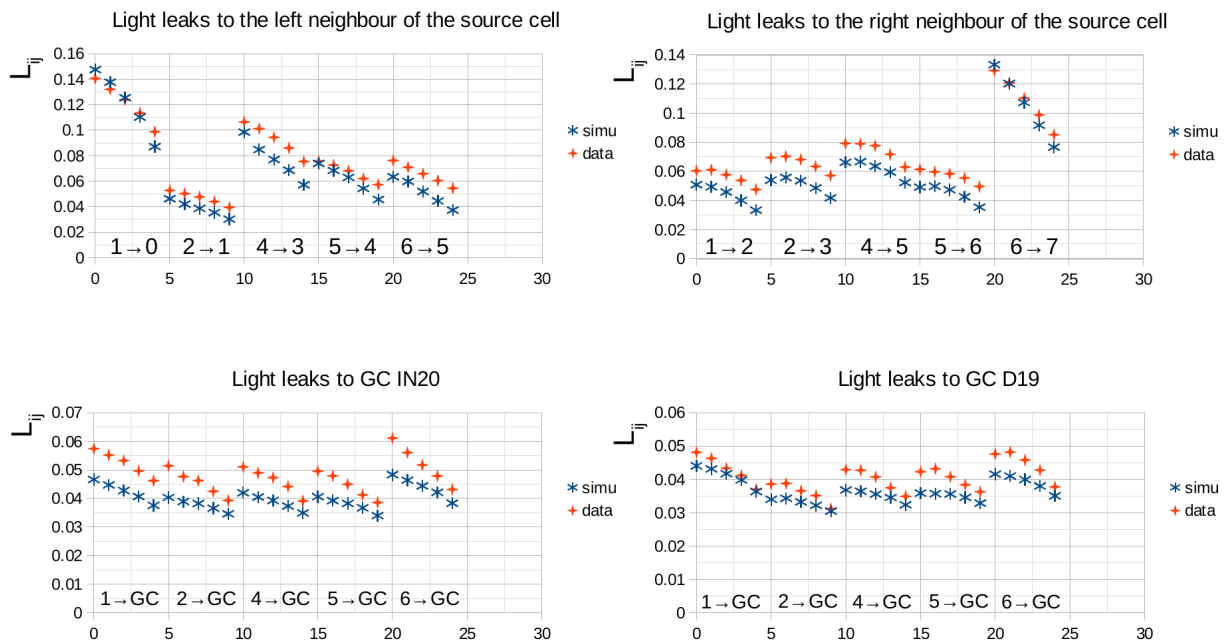 Light leaks to the left neighbour of the source cell
L_ij
0.16
0.14
0.12
0.1
0.08
0.06
0.04
0.02
0
1→0 2→1 4→3 5→4 6→5
0 5 10 15 20 25 30
simu
data
Light leaks to the right neighbour of the source cell
L_ij
0.14
0.12
0.1
0.08
0.06
0.04
0.02
0
1→2 2→3 4→5 5→6 6→7
0 5 10 15 20 25 30
simu
data
Light leaks to GC IN20
L_ij
0.07
0.06
0.05
0.04
0.03
0.02
0.01
0
1→GC 2→GC 4→GC 5→GC 6→GC
0 5 10 15 20 25 30
simu
data
Light leaks to GC D19
L_ij
0.06
0.05
0.04
0.03
0.02
0.01
0
1→GC 2→GC 4→GC 5→GC 6→GC
0 5 10 15 20 25 30
simu
data